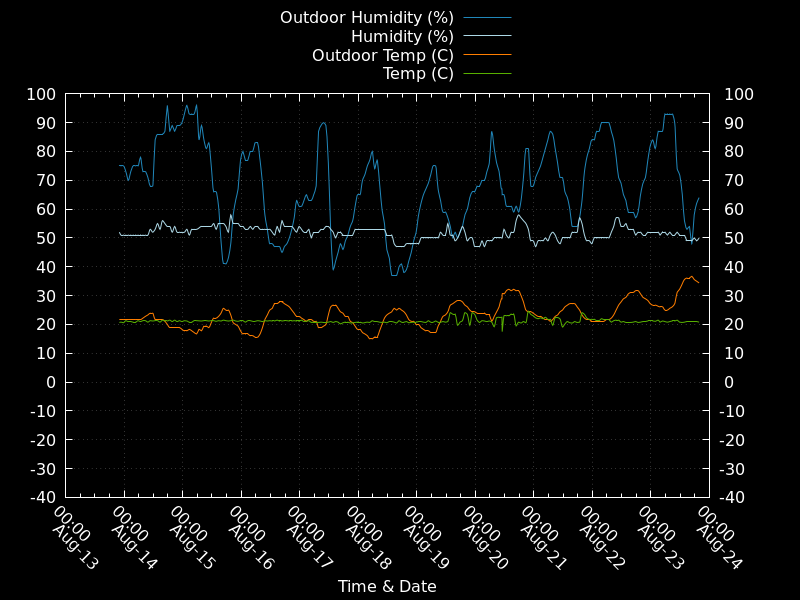 Outdoor Humidity (%)
Humidity (%)
Outdoor Temp (C)
Temp (C)
100 100
90 90
80 80
70 70
60 60
50 50
40 40
30 30
20 20
10 10
0 0
-10 -10
-20 -20
-30 -30
-40 -40
00:00 Aug-13
00:00 Aug-14
00:00 Aug-15
00:00 Aug-16
00:00 Aug-17
00:00 Aug-18
00:00 Aug-19
00:00 Aug-20
00:00 Aug-21
00:00 Aug-22
00:00 Aug-23
00:00 Aug-24
Time & Date